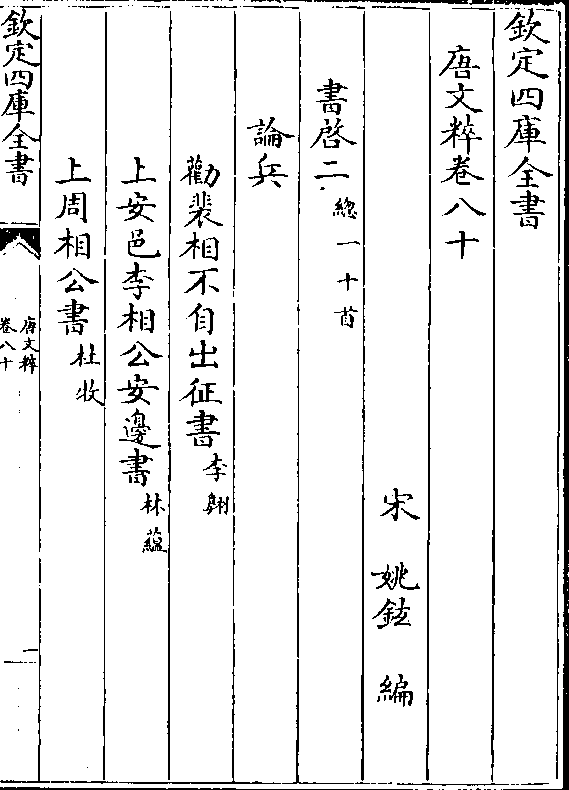 欽定四庫全書
唐文粹卷八十
宋 姚鉉 編
書啓二總一十首
論兵
勸裴相不自出征書李翺
上安邑李相公安邊書林蘊
上周相公書杜牧
欽定四庫全書
唐文粹
卷八十
一